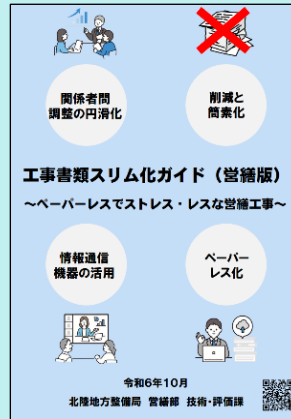 関係者間
調整の円滑化
削減と
簡素化
工事書類スリム化ガイド（営繕版）
～ペーパーレスでストレス・レスな営繕工事～
情報通信
機器の活用
ペーパー
レス化
令和6年10月
北陸地方整備局 営繕部 技術・評価課